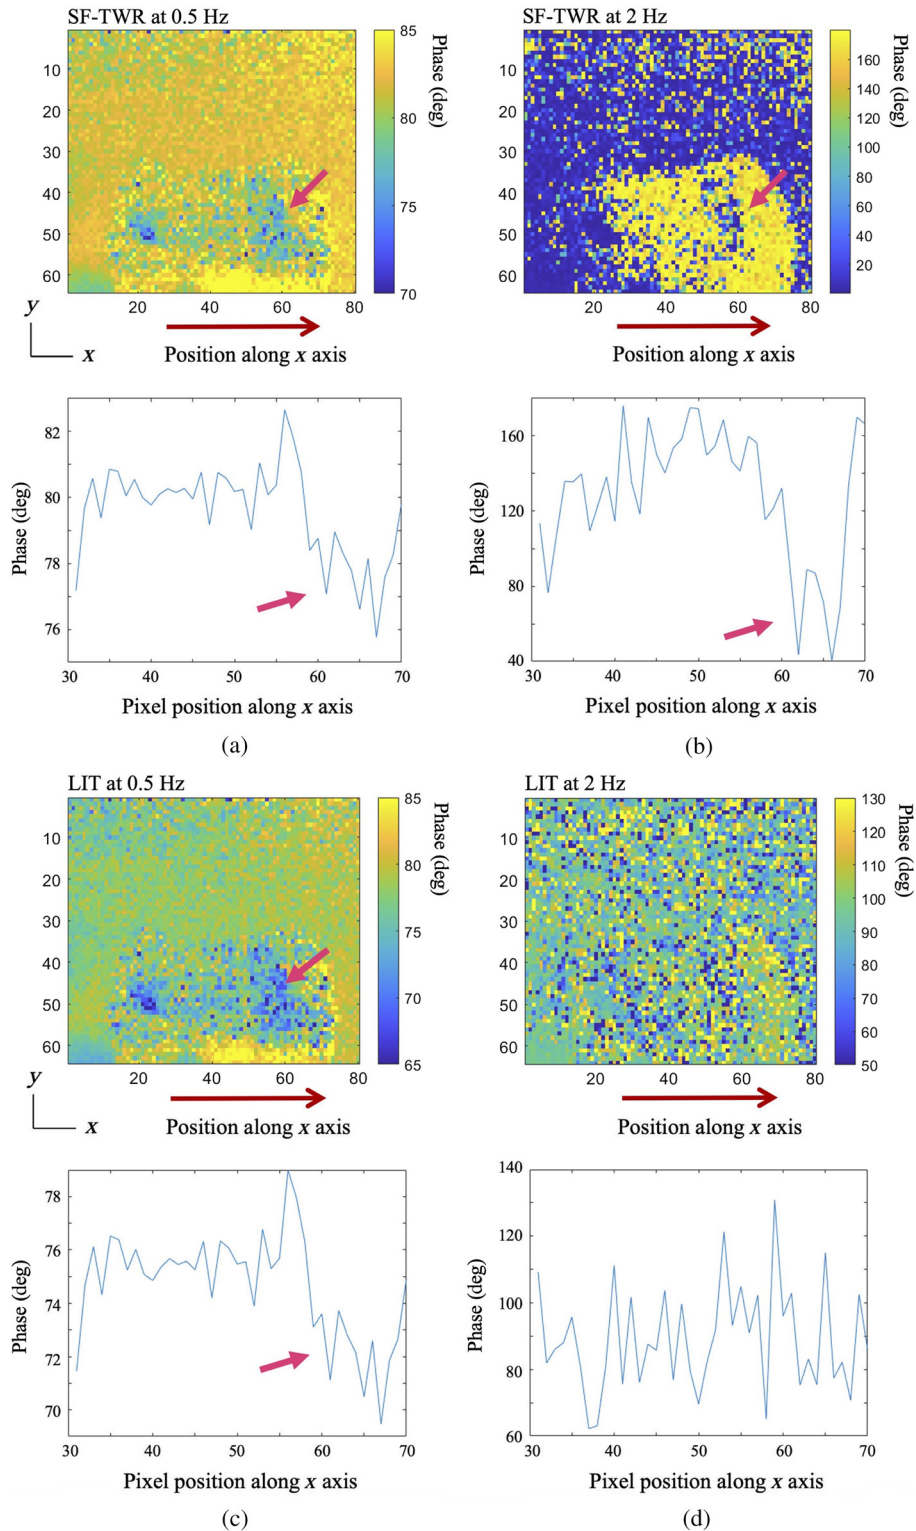 SF-TWR at 0.5 Hz
85
80
75
70
Phase (deg)
10
20
30
40
50
60
20 40 60 80
y
x
Position along x axis
SF-TWR at 2 Hz
160
140
120
100
80
60
40
20
Phase (deg)
10
20
30
40
50
60
20 40 60 80
Position along x axis
82
80
78
76
Phase (deg)
30 40 50 60 70
Pixel position along x axis
(a)
160
120
80
40
Phase (deg)
30 40 50 60 70
Pixel position along x axis
(b)
LIT at 0.5 Hz
85
80
75
70
65
Phase (deg)
10
20
30
40
50
60
20 40 60 80
y
x
Position along x axis
LIT at 2 Hz
130
120
110
100
90
80
70
60
50
Phase (deg)
10
20
30
40
50
60
20 40 60 80
Position along x axis
78
76
74
72
70
Phase (deg)
30 40 50 60 70
Pixel position along x axis
(c)
140
120
100
80
60
Phase (deg)
30 40 50 60 70
Pixel position along x axis
(d)